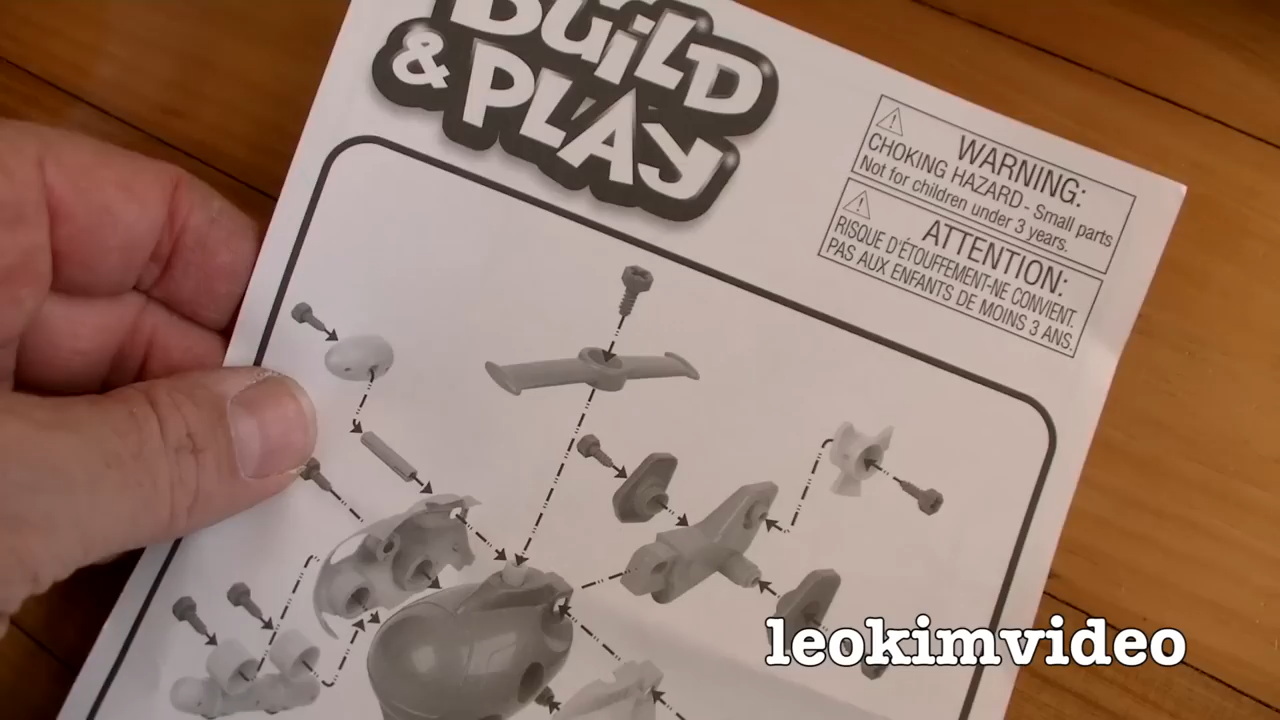 BUiLD
& PLAY
WARNING:
CHOKING HAZARD - Small parts
Not for children under 3 years.
ATTENTION:
RISQUE D'ÉTOUFFEMENT-NE CONVIENT.
PAS AUX ENFANTS DE MOINS 3 ANS.
leokimvideo